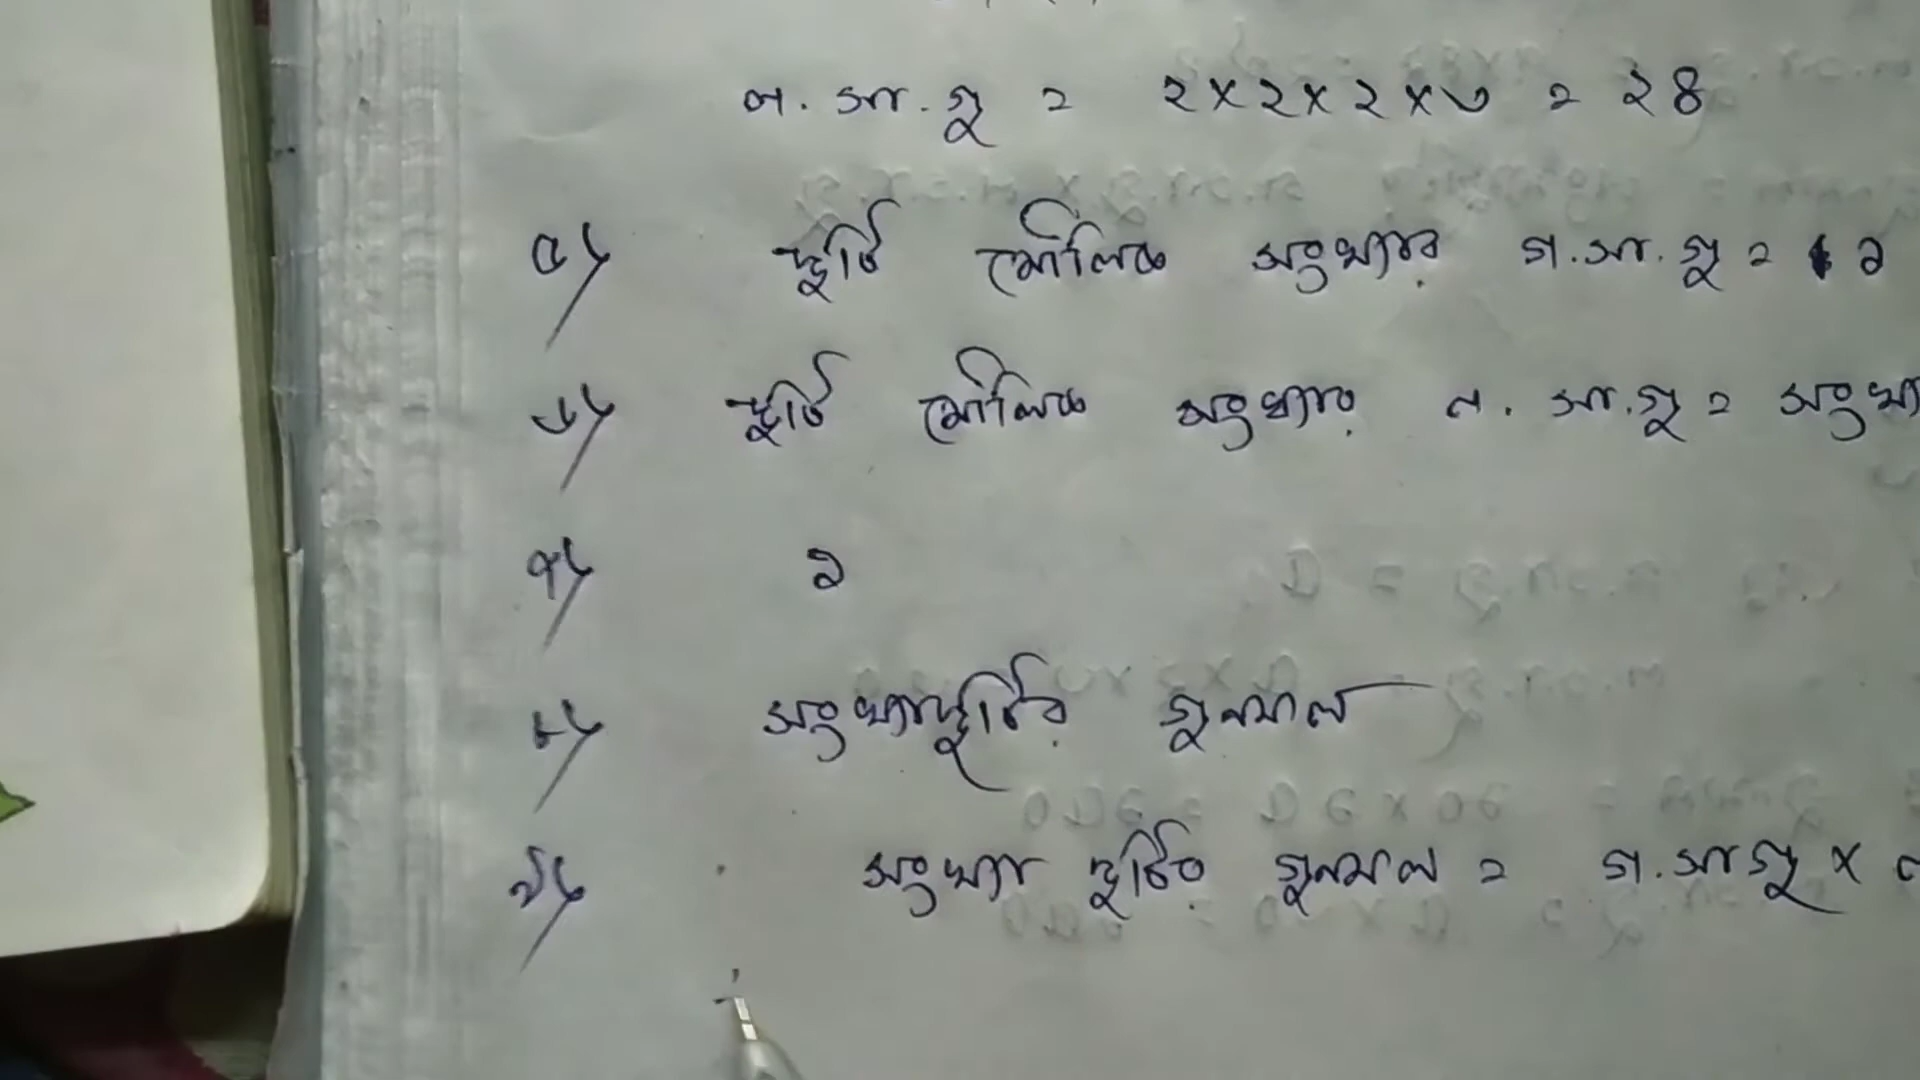 ল. সা. গু = ২×২×২×৩ = ২৪
৫/ দুটি মৌলিক সংখ্যার গ.সা.গু = ১
৬/ দুটি মৌলিক সংখ্যার ল. সা.গু = সংখ্যা
৭/ ১
৮/ সংখ্যাদুটির গুনফল
৯/ সংখ্যা দুটির গুনফল = গ.সাগু × ল